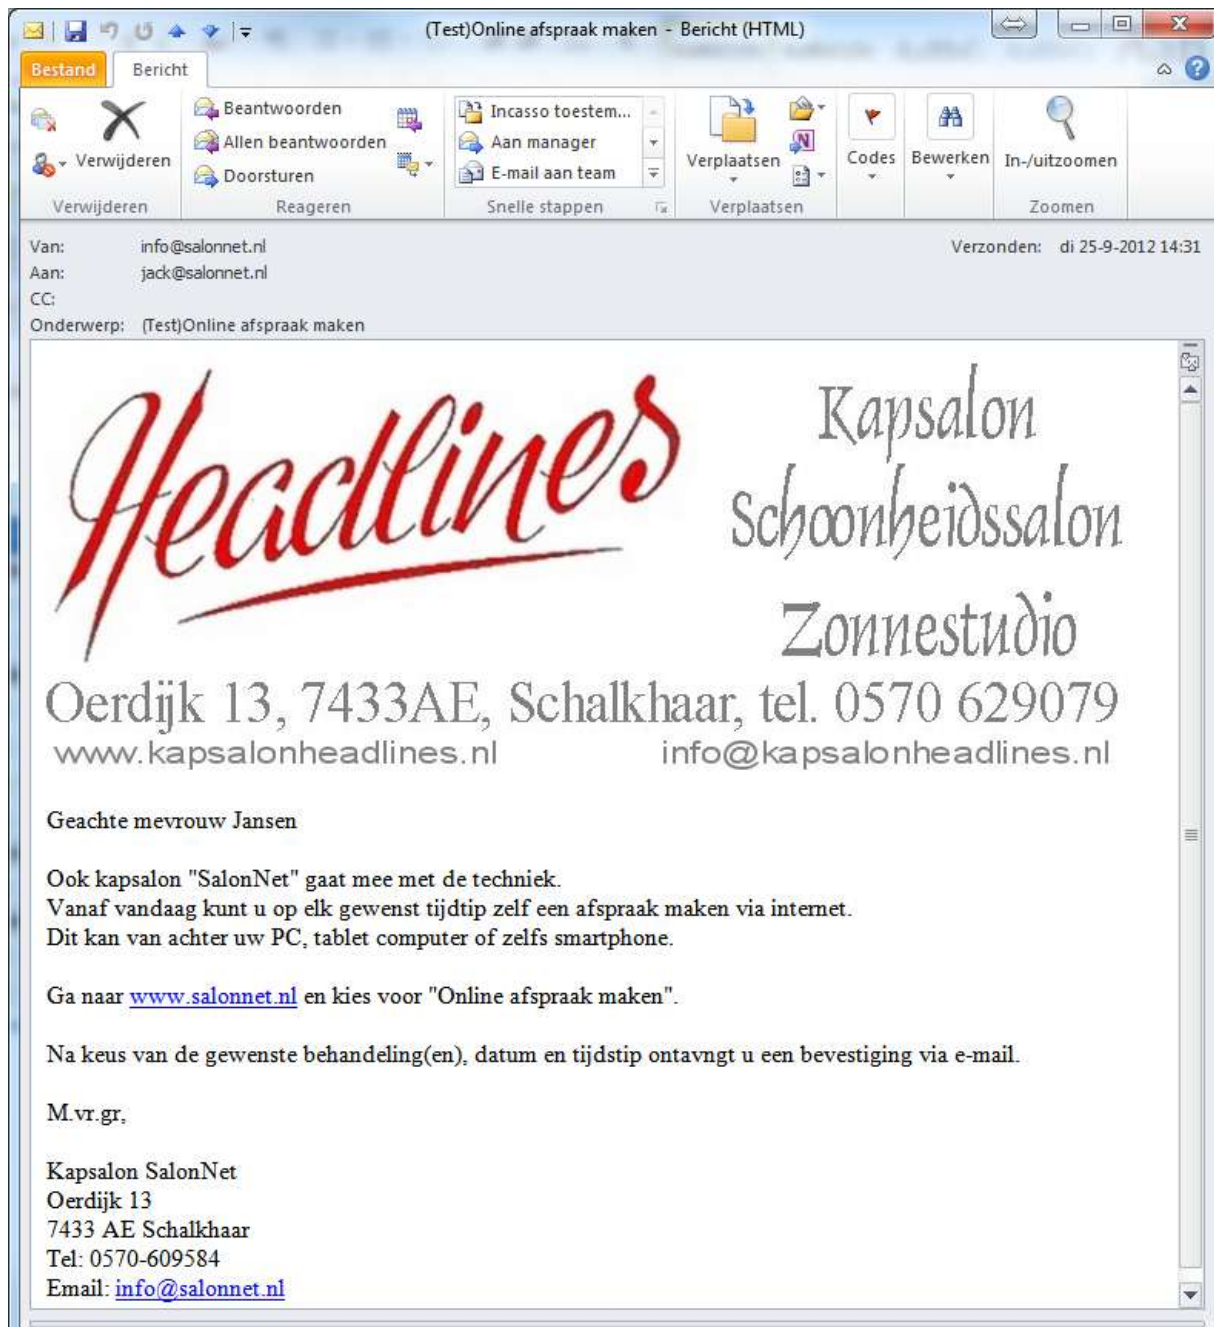 (Test)Online afspraak maken - Bericht (HTML)
Bestand Bericht
Beantwoorden
Allen beantwoorden
Doorsturen
Verwijderen
Incasso toestem...
Aan manager
E-mail aan team
Verplaatsen
Codes
Bewerken
In-/uitzoomen
Verwijderen Reageren Snelle stappen Verplaatsen Zoomen
Van: info@salonnet.nl Verzonden: di 25-9-2012 14:31
Aan: jack@salonnet.nl
CC:
Onderwerp: (Test)Online afspraak maken
Headlines
Kapsalon
Schoonheidssalon
Zonnestudio
Oerdijk 13, 7433AE, Schalkhaar, tel. 0570 629079
www.kapsalonheadlines.nl info@kapsalonheadlines.nl
Geachte mevrouw Jansen
Ook kapsalon "SalonNet" gaat mee met de techniek.
Vanaf vandaag kunt u op elk gewenst tijdtip zelf een afspraak maken via internet.
Dit kan van achter uw PC, tablet computer of zelfs smartphone.
Ga naar www.salonnet.nl en kies voor "Online afspraak maken".
Na keus van de gewenste behandeling(en), datum en tijdstip ontavngt u een bevestiging via e-mail.
M.vr.gr,
Kapsalon SalonNet
Oerdijk 13
7433 AE Schalkhaar
Tel: 0570-609584
Email: info@salonnet.nl